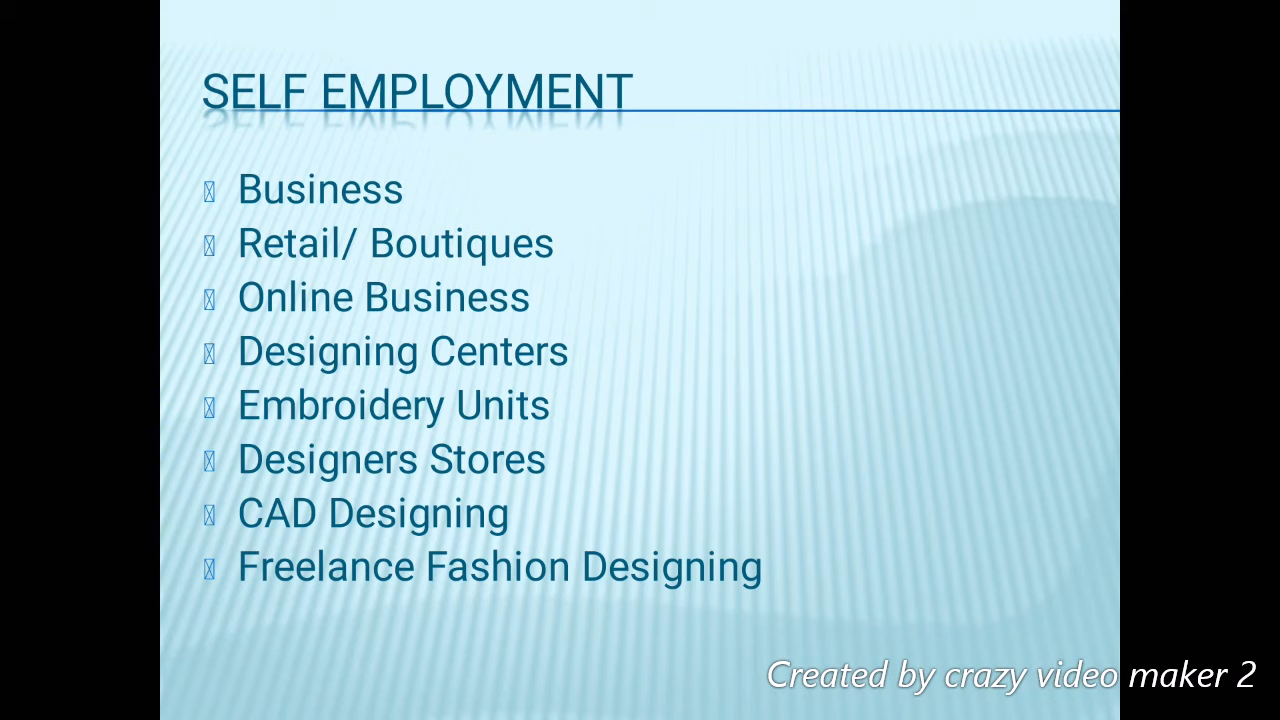 SELF EMPLOYMENT
Business
Retail/ Boutiques
Online Business
Designing Centers
Embroidery Units
Designers Stores
CAD Designing
Freelance Fashion Designing
Created by crazy video maker 2